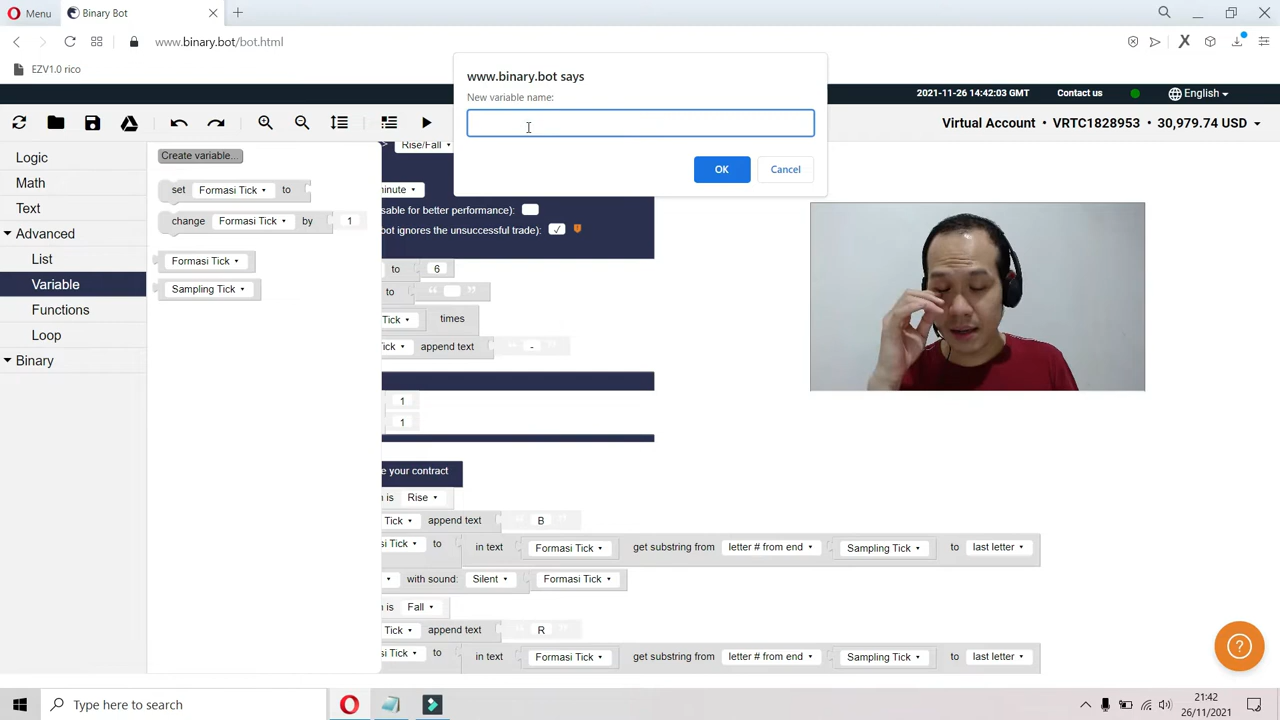 Menu
Binary Bot
www.binary.bot/bot.html
EZV1.0 rico
www.binary.bot says
New variable name:
OK
Cancel
2021-11-26 14:42:03 GMT
Contact us
English
Virtual Account • VRTC1828953 • 30,979.74 USD
Logic
Math
Text
Advanced
List
Variable
Functions
Loop
Binary
Create variable...
set Formasi Tick to
change Formasi Tick by 1
Formasi Tick
Sampling Tick
Rise/Fall
minute
sable for better performance):
bot ignores the unsuccessful trade): ✓
to 6
to “ ”
Tick times
Tick append text “ - ”
1
1
e your contract
n is Rise
Tick append text “ B ”
si Tick to in text Formasi Tick get substring from letter # from end Sampling Tick to last letter
with sound: Silent Formasi Tick
n is Fall
Tick append text “ R ”
si Tick to in text Formasi Tick get substring from letter # from end Sampling Tick to last letter
Type here to search
21:42
26/11/2021